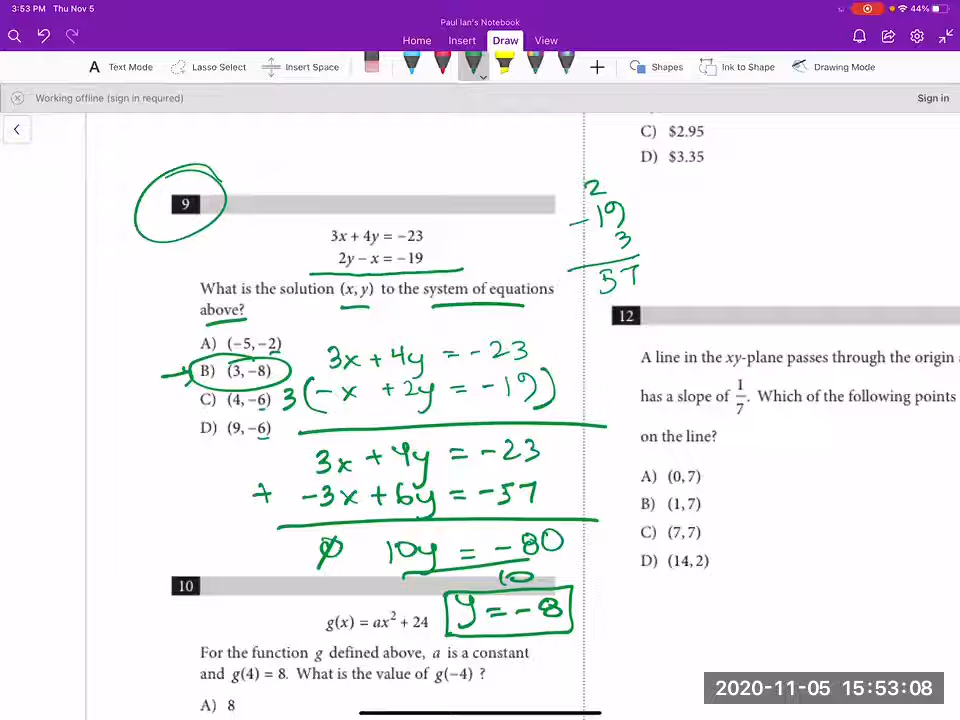 3:53 PM Thu Nov 5
44%
Paul Ian's Notebook
Home Insert Draw View
A Text Mode Lasso Select Insert Space + Shapes Ink to Shape Drawing Mode
Working offline (sign in required)
Sign in
9
3x + 4y = −23
2y − x = −19
What is the solution (x, y) to the system of equations
above?
A) (−5, −2)
B) (3, −8)
C) (4, −6)
D) (9, −6)
3x + 4y = -23
3 (-x + 2y = -19)
3x + 4y = -23
+ -3x + 6y = -57
0 10y = -80
10
y = -8
2
-19
3
57
10
g(x) = ax² + 24
For the function g defined above, a is a constant
and g(4) = 8. What is the value of g(−4) ?
A) 8
C) $2.95
D) $3.35
12
A line in the xy-plane passes through the origin
has a slope of 1/7. Which of the following points
on the line?
A) (0, 7)
B) (1, 7)
C) (7, 7)
D) (14, 2)
2020-11-05 15:53:08